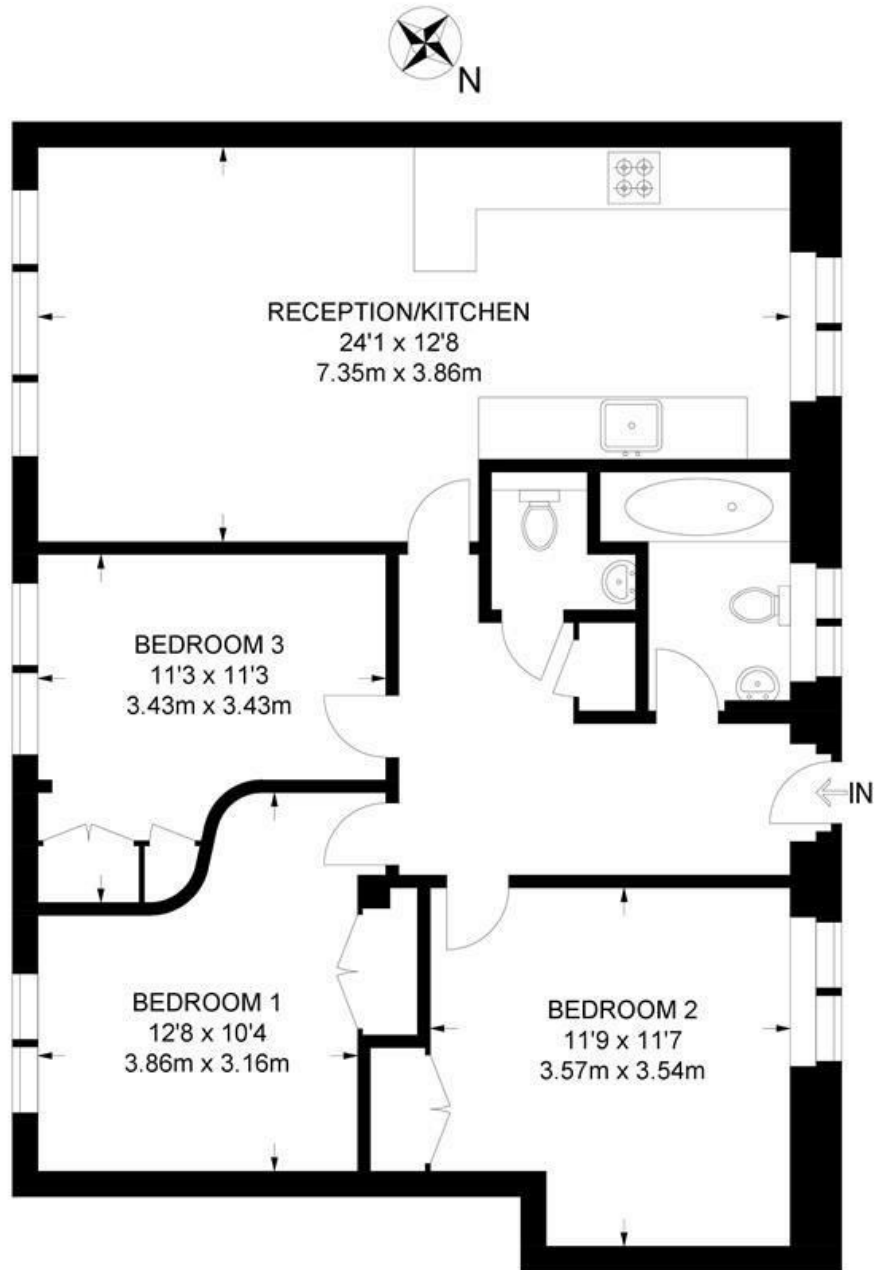 N
RECEPTION/KITCHEN
24'1 x 12'8
7.35m x 3.86m
BEDROOM 3
11'3 x 11'3
3.43m x 3.43m
IN
BEDROOM 1
12'8 x 10'4
3.86m x 3.16m
BEDROOM 2
11'9 x 11'7
3.57m x 3.54m